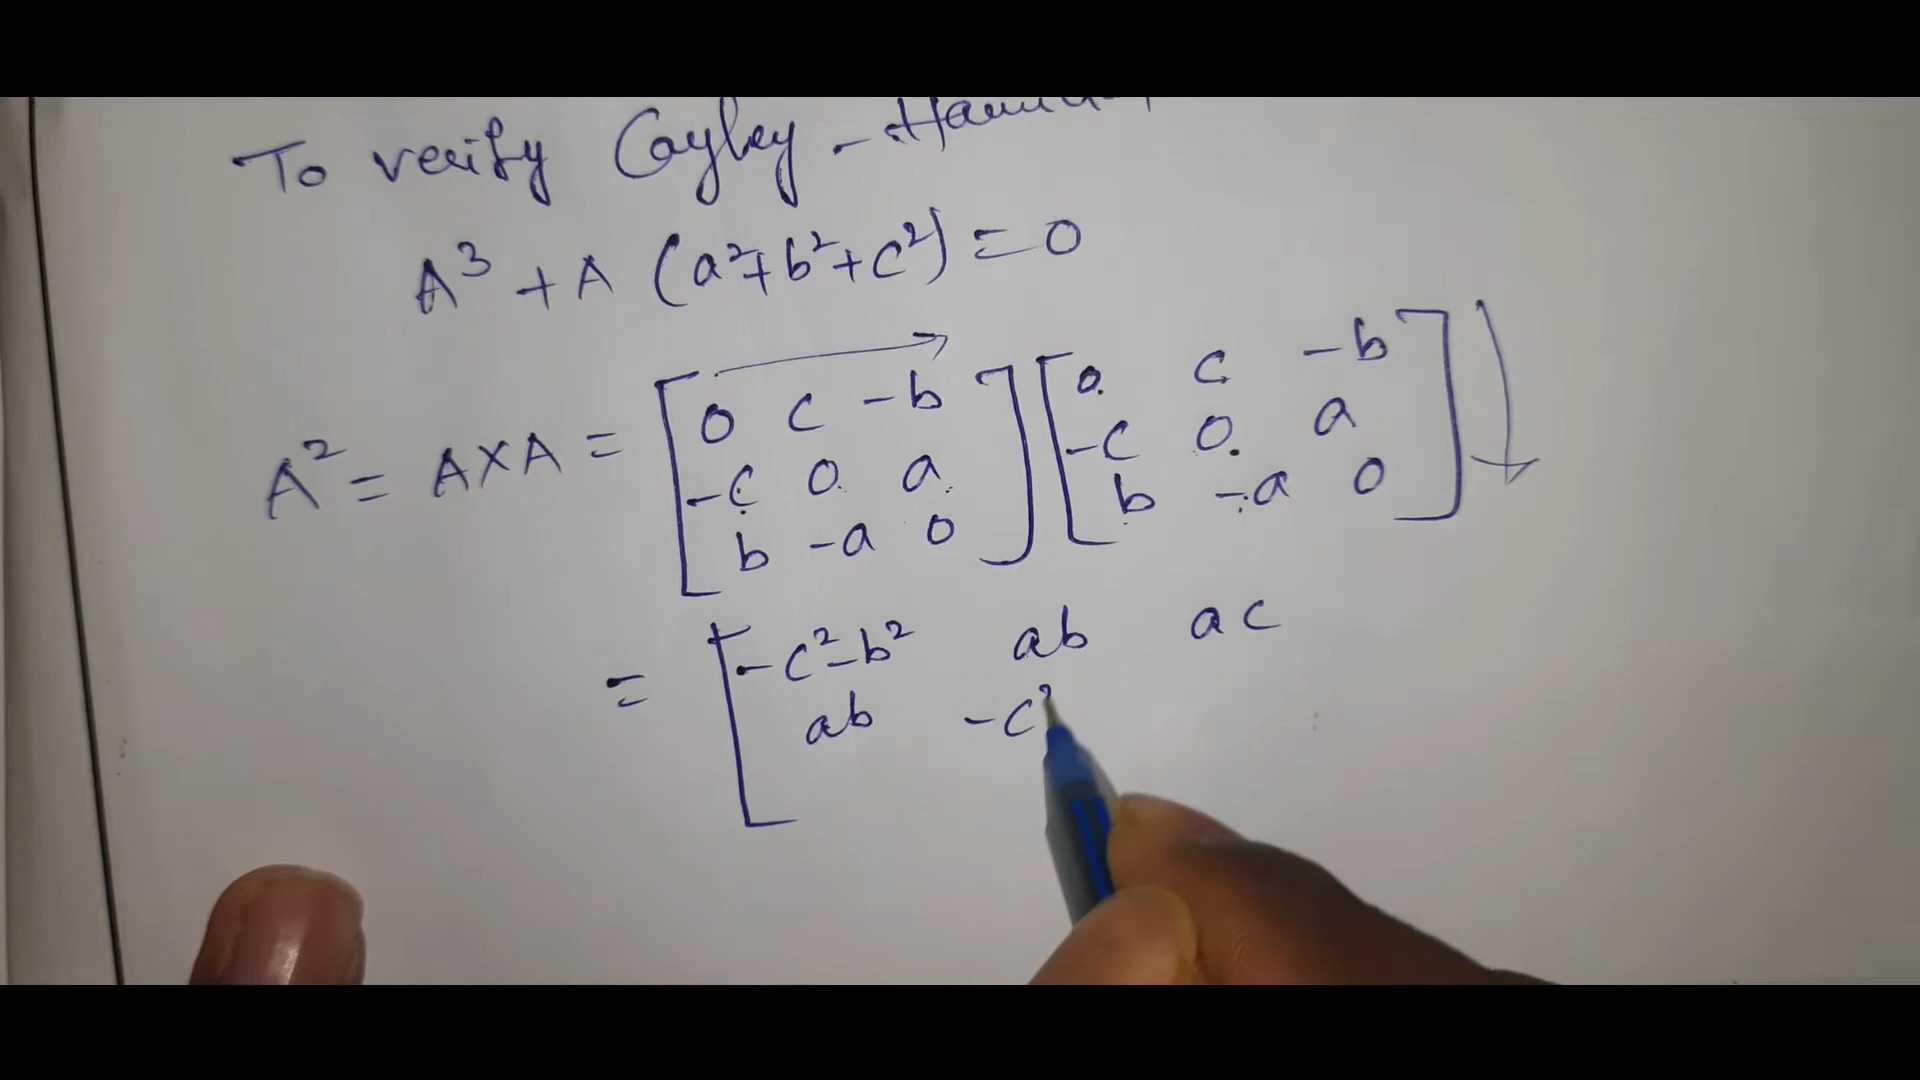 To verify Cayley -
A³ + A (a²+b²+c²) = 0
A² = A×A = [0 c -b] [0 c -b]
[-c 0 a] [-c 0 a]
[b -a 0] [b -a 0]
= [-c²-b² ab ac
ab -c²